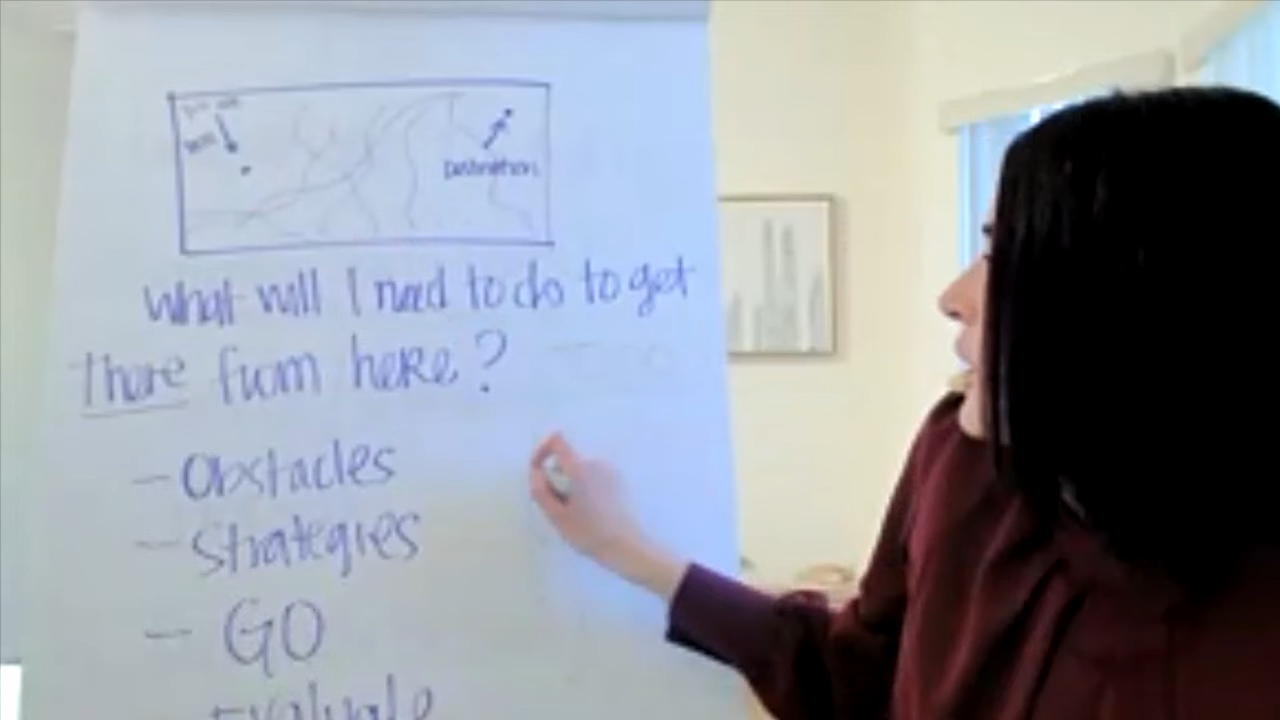 Destination
What will I need to do to get
there from here?
- Obstacles
- Strategies
- GO
- Evaluate